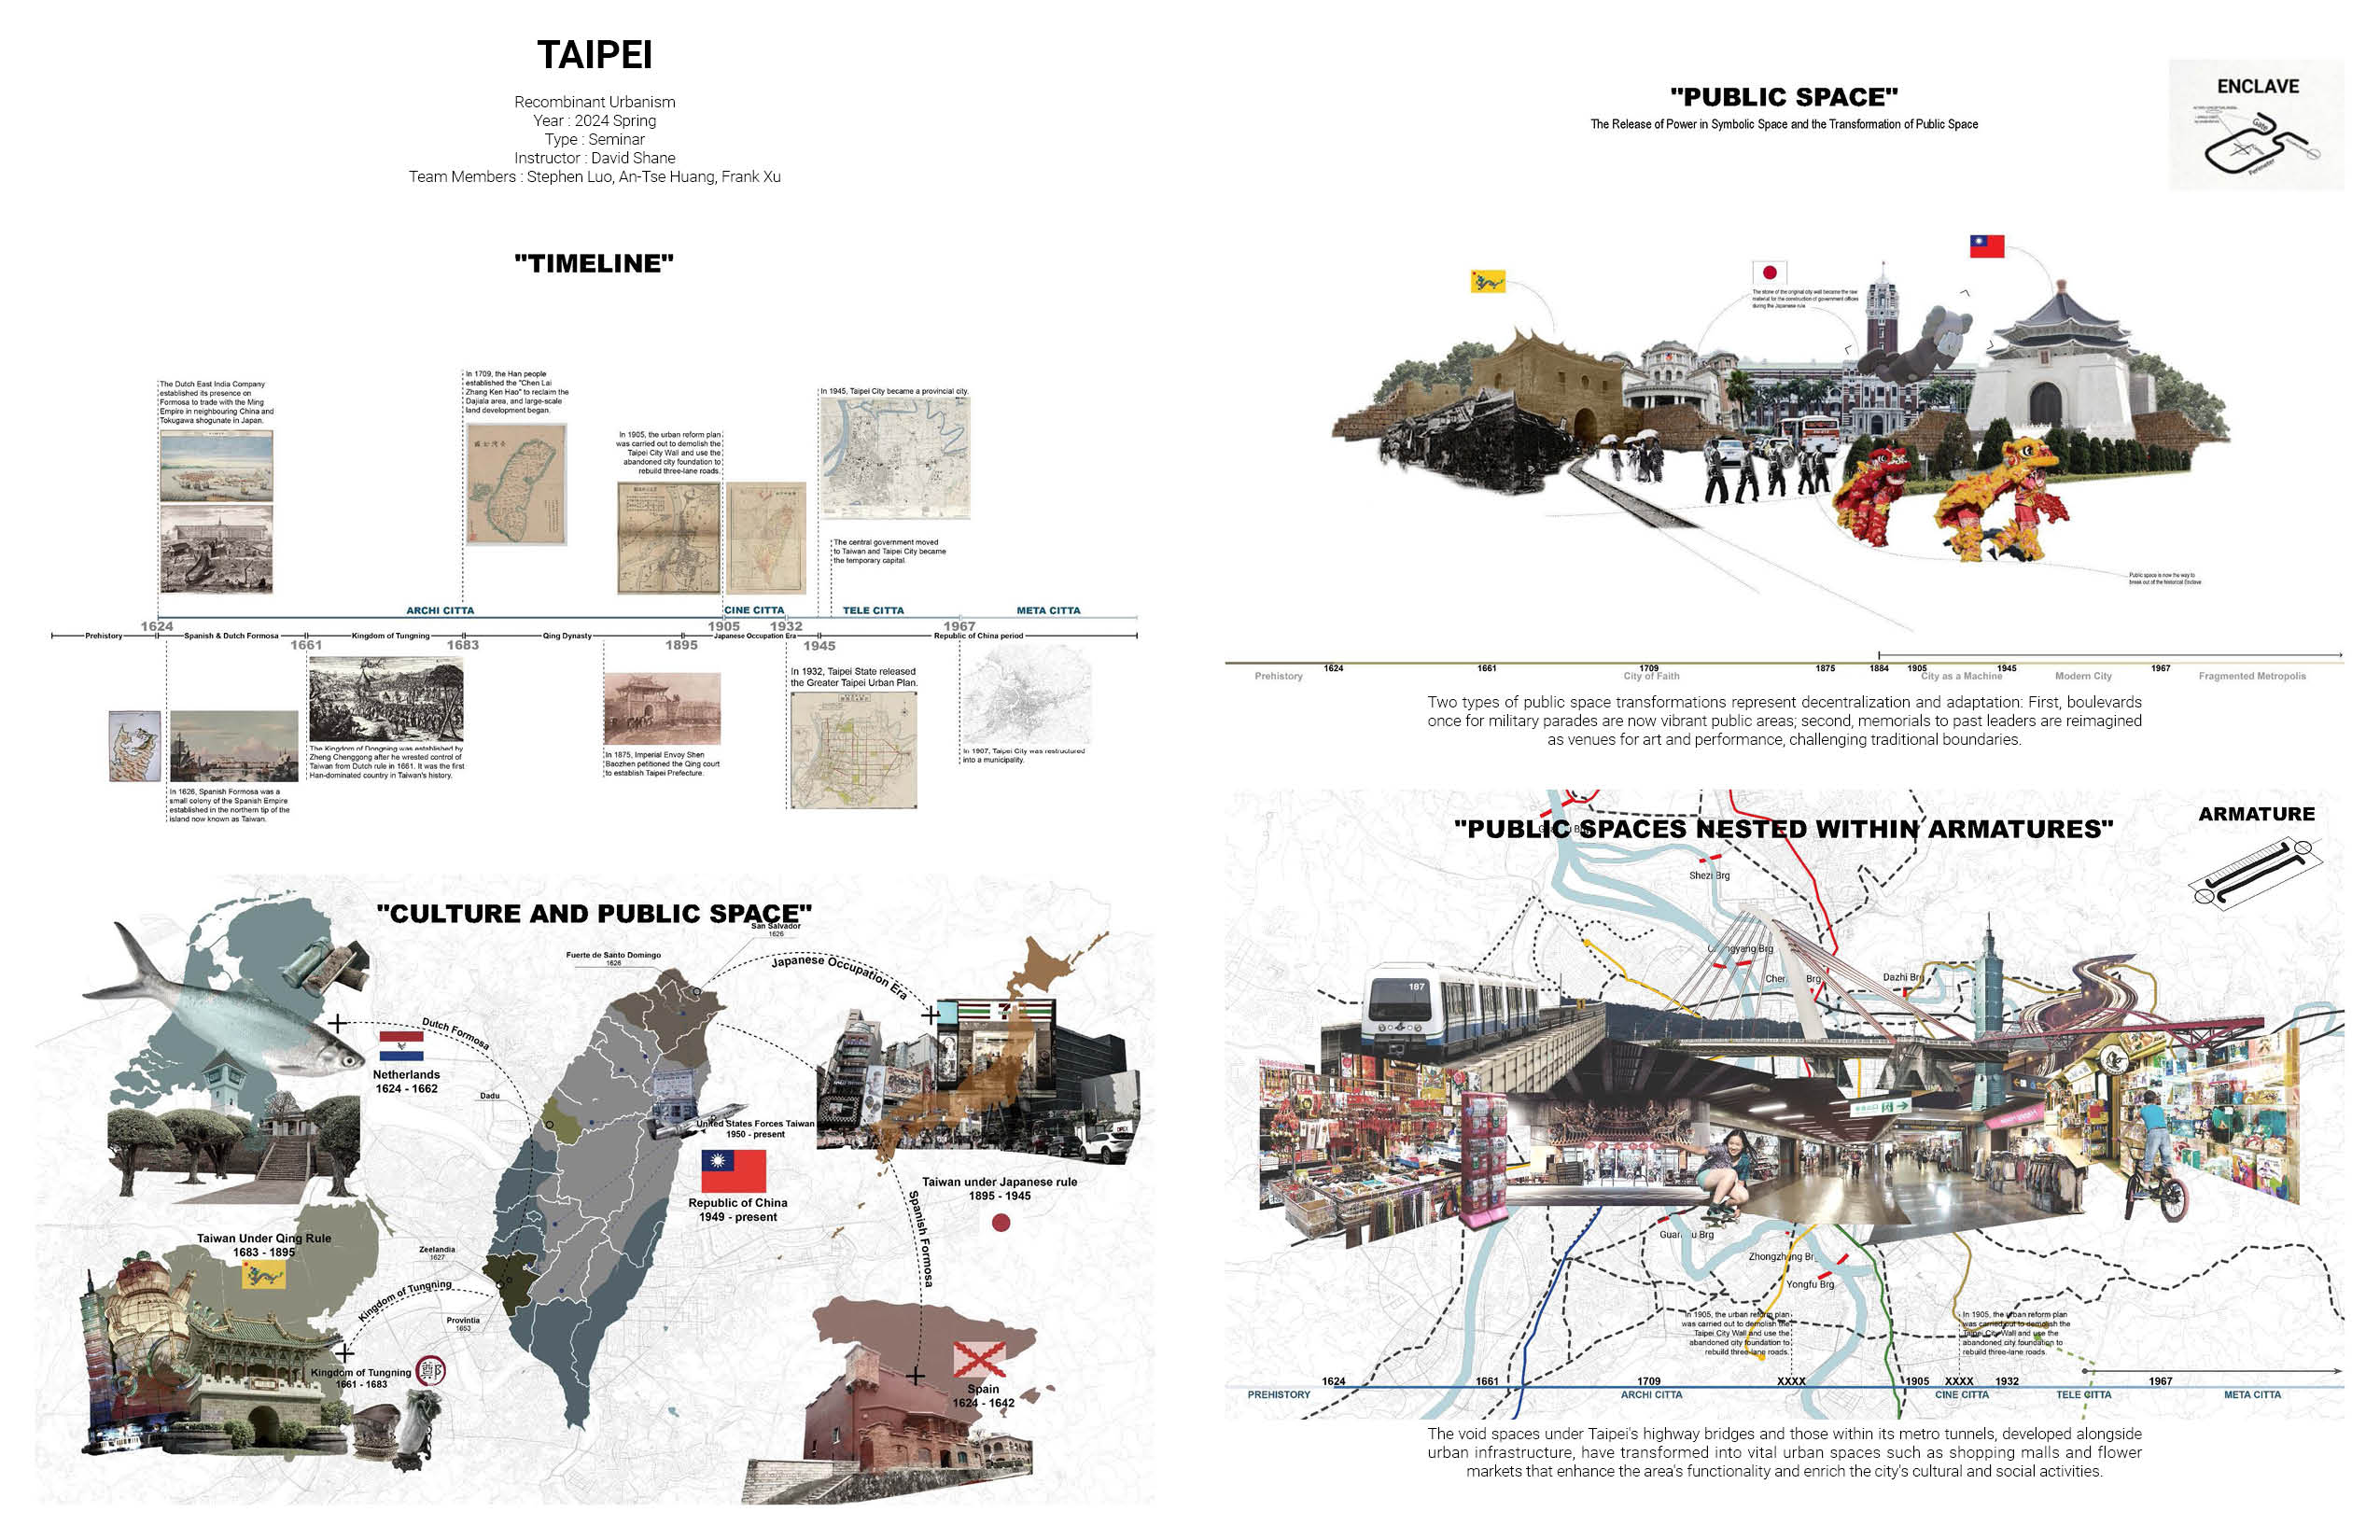 TAIPEI
Recombinant Urbanism
Year : 2024 Spring
Type : Seminar
Instructor : David Shane
Team Members : Stephen Luo, An-Tse Huang, Frank Xu
"TIMELINE"
The Dutch East India Company
established its presence on
Formosa to trade with the Ming
Empire in neighbouring China and
Tokugawa shogunate in Japan.
In 1709, the Han people
established the "Chen Lai
Zhang Ken Hao" to reclaim the
Dajiala area, and large-scale
land development began.
In 1905, the urban reform plan
was carried out to demolish the
Taipei City Wall and use the
abandoned city foundation to
rebuild three-lane roads.
In 1945, Taipei City became a provincial city.
The central government moved
to Taiwan and Taipei City became
the temporary capital.
ARCHI CITTA
CINE CITTA
TELE CITTA
META CITTA
1624
1905
1932
1967
Prehistory
Spanish & Dutch Formosa
Kingdom of Tungning
Qing Dynasty
Japanese Occupation Era
Republic of China period
1661
1683
1895
1945
In 1626, Spanish Formosa was a
small colony of the Spanish Empire
established in the northern tip of the
island now known as Taiwan.
The Kingdom of Dongning was established by
Zheng Chenggong after he wrested control of
Taiwan from Dutch rule in 1661. It was the first
Han-dominated country in Taiwan's history.
In 1875, Imperial Envoy Shen
Baozhen petitioned the Qing court
to establish Taipei Prefecture.
In 1932, Taipei State released
the Greater Taipei Urban Plan.
In 1967, Taipei City was restructured
into a municipality.
"CULTURE AND PUBLIC SPACE"
San Salvador
1626
Fuerte de Santo Domingo
1626
Japanese Occupation Era
Dutch Formosa
Netherlands
1624 - 1662
Dadu
United States Forces Taiwan
1950 - present
Republic of China
1949 - present
Taiwan under Japanese rule
1895 - 1945
Spanish Formosa
Taiwan Under Qing Rule
1683 - 1895
Zeelandia
1627
Kingdom of Tungning
Provintia
1653
Kingdom of Tungning
1661 - 1683
鄭
Spain
1624 - 1642
"PUBLIC SPACE"
The Release of Power in Symbolic Space and the Transformation of Public Space
ENCLAVE
Gate
Perimeter
The stone of the original city wall became the raw
material for the construction of government offices
during the Japanese rule
Public space is now the way to
break out of the historical Enclave
1624
1661
1709
1875
1884
1905
1945
1967
Prehistory
City of Faith
City as a Machine
Modern City
Fragmented Metropolis
Two types of public space transformations represent decentralization and adaptation: First, boulevards
once for military parades are now vibrant public areas; second, memorials to past leaders are reimagined
as venues for art and performance, challenging traditional boundaries.
"PUBLIC SPACES NESTED WITHIN ARMATURES"
ARMATURE
Shezi Brg
Brg
Dazhi Brg
187
Brg
Zhongzheng Brg
Yongfu Brg
In 1905, the urban reform plan
was carried out to demolish the
Taipei City Wall and use the
abandoned city foundation to
rebuild three-lane roads.
In 1905, the urban reform plan
was carried out to demolish the
Taipei City Wall and use the
abandoned city foundation to
rebuild three-lane roads.
1624
1661
1709
XXXX
1905
XXXX
1932
1967
PREHISTORY
ARCHI CITTA
CINE CITTA
TELE CITTA
META CITTA
The void spaces under Taipei's highway bridges and those within its metro tunnels, developed alongside
urban infrastructure, have transformed into vital urban spaces such as shopping malls and flower
markets that enhance the area's functionality and enrich the city's cultural and social activities.